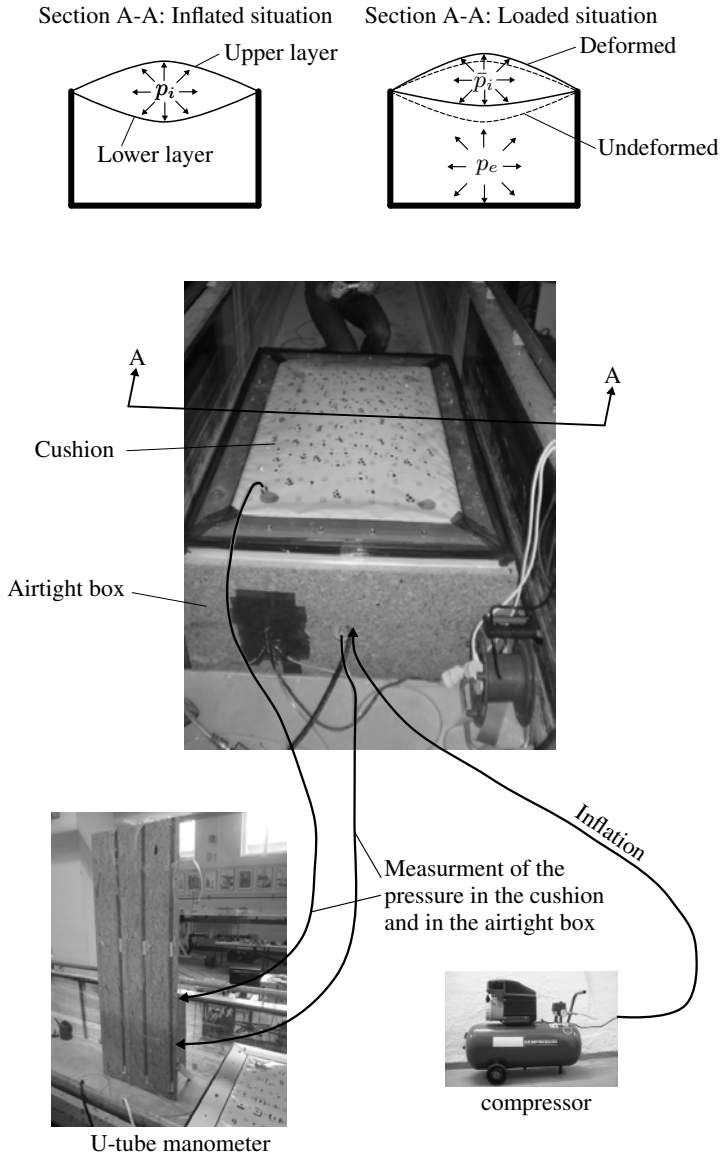 Section A-A: Inflated situation
Section A-A: Loaded situation
Upper layer
Deformed
p_i
p̄_i
Lower layer
Undeformed
p_e
A
A
Cushion
Airtight box
Inflation
Measurment of the
pressure in the cushion
and in the airtight box
compressor
U-tube manometer